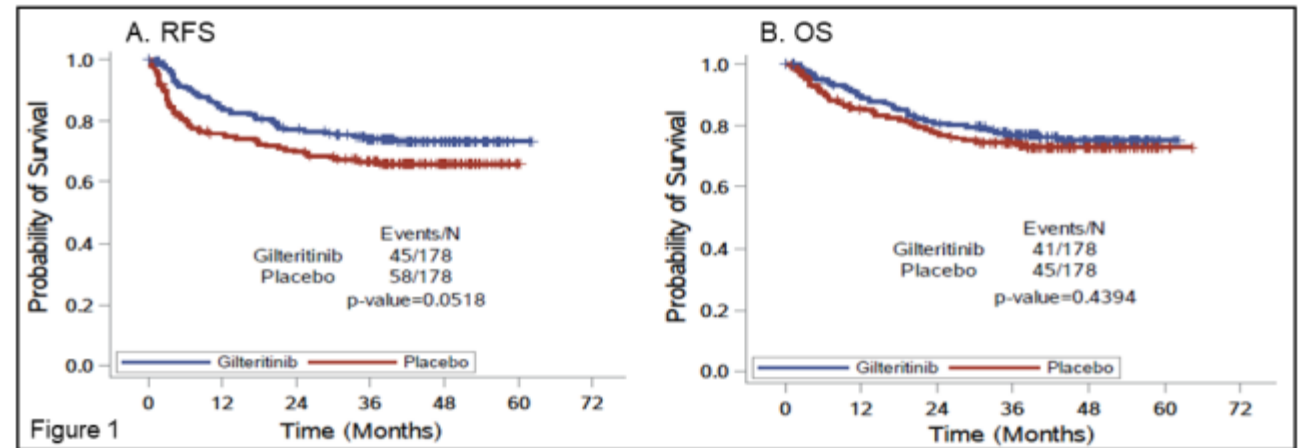 A. RFS
Probability of Survival
1.0
0.8
0.6
0.4
0.2
0.0
Events/N
Gilteritinib 45/178
Placebo 58/178
p-value=0.0518
Gilteritinib Placebo
0 12 24 36 48 60 72
Time (Months)
Figure 1
B. OS
Probability of Survival
1.0
0.8
0.6
0.4
0.2
0.0
Events/N
Gilteritinib 41/178
Placebo 45/178
p-value=0.4394
Gilteritinib Placebo
0 12 24 36 48 60 72
Time (Months)